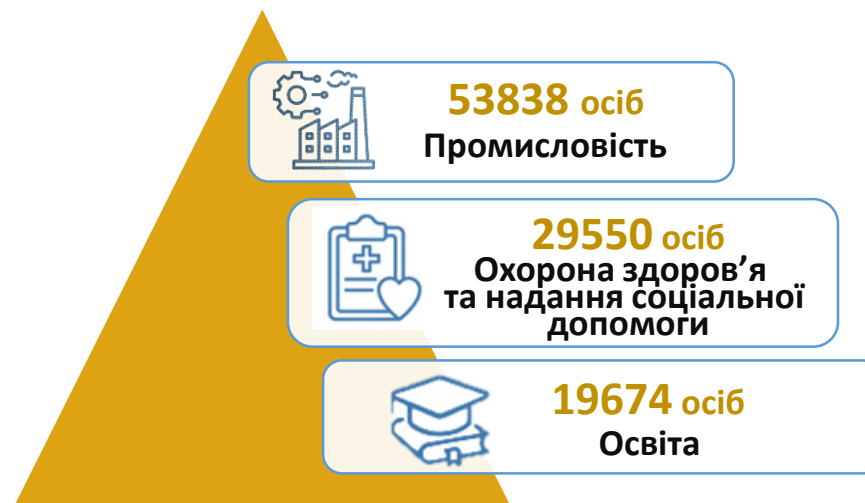 53838 осіб
Промисловість
29550 осіб
Охорона здоров’я
та надання соціальної
допомоги
19674 осіб
Освіта